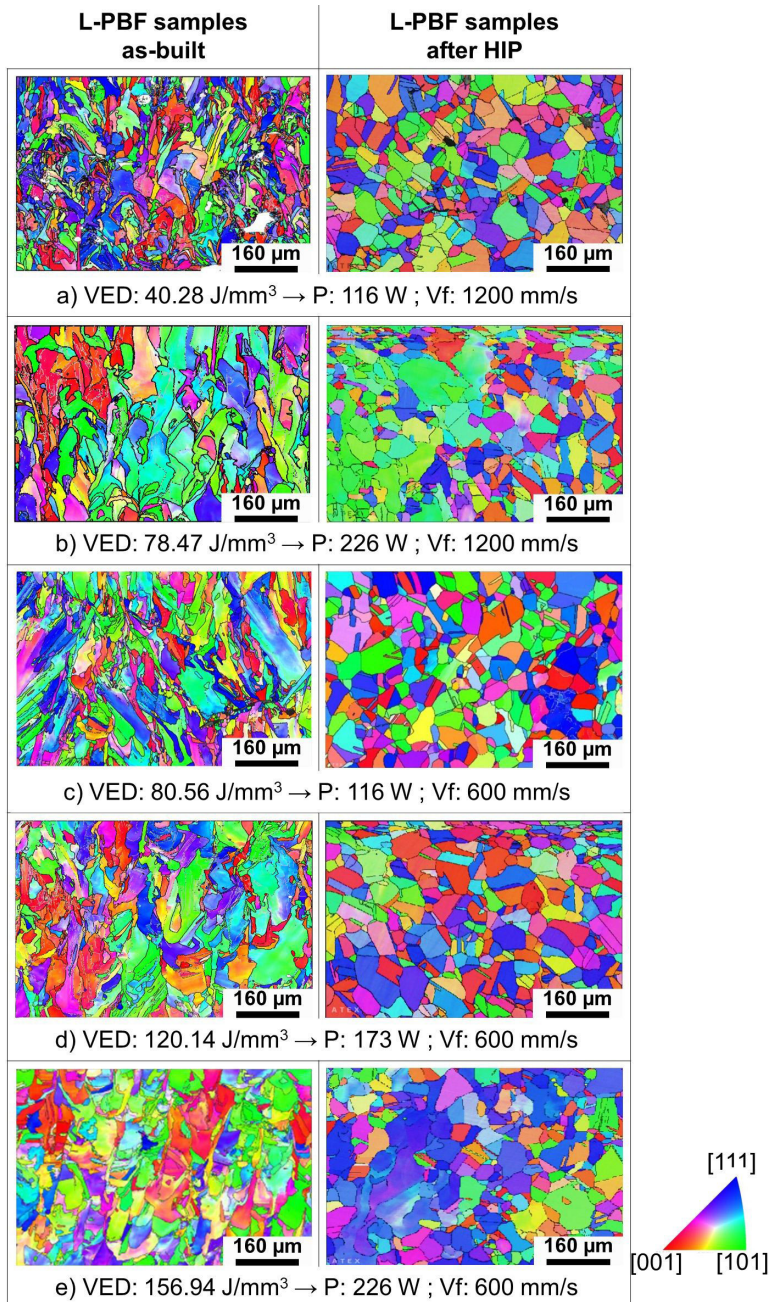 L-PBF samples
as-built
L-PBF samples
after HIP
160 µm
160 µm
a) VED: 40.28 J/mm³ → P: 116 W ; Vf: 1200 mm/s
160 µm
160 µm
b) VED: 78.47 J/mm³ → P: 226 W ; Vf: 1200 mm/s
160 µm
160 µm
c) VED: 80.56 J/mm³ → P: 116 W ; Vf: 600 mm/s
160 µm
ATEX
160 µm
d) VED: 120.14 J/mm³ → P: 173 W ; Vf: 600 mm/s
160 µm
ATEX
160 µm
[111]
[001]
[101]
e) VED: 156.94 J/mm³ → P: 226 W ; Vf: 600 mm/s